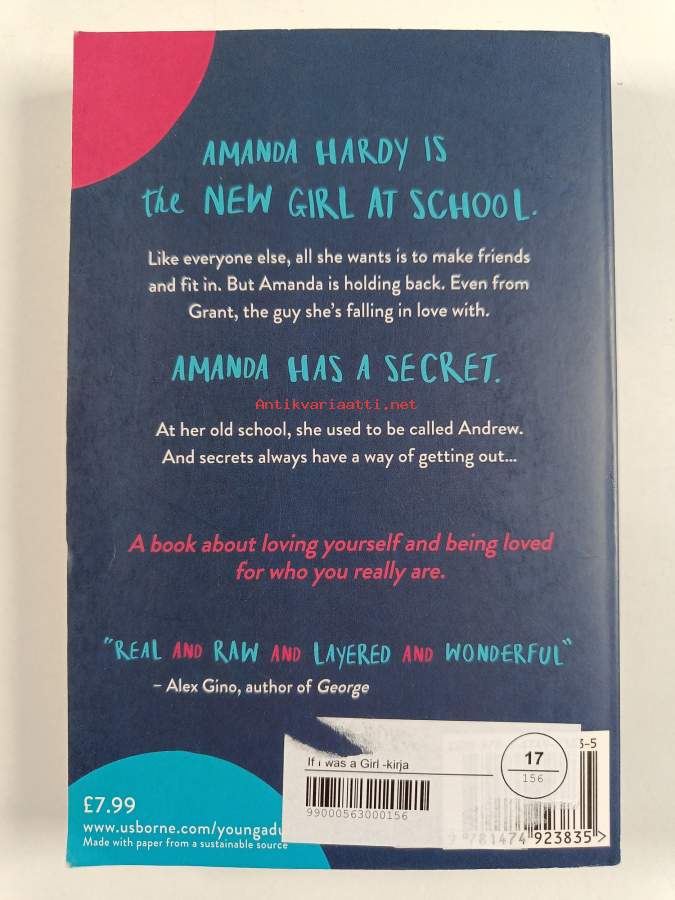 AMANDA HARDY IS
the NEW GIRL AT SCHOOL.
Like everyone else, all she wants is to make friends
and fit in. But Amanda is holding back. Even from
Grant, the guy she's falling in love with.
AMANDA HAS A SECRET.
Antikvariaatti.net
At her old school, she used to be called Andrew.
And secrets always have a way of getting out...
A book about loving yourself and being loved
for who you really are.
"REAL AND RAW AND LAYERED AND WONDERFUL"
– Alex Gino, author of George
If i was a Girl -kirja
99000563000156
17
156
3-5
9 781474 923835 >
£7.99
www.usborne.com/youngadu
Made with paper from a sustainable source